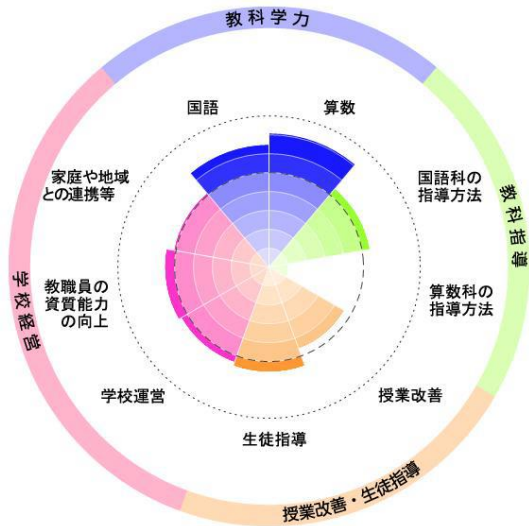 教科学力
国語
算数
家庭や地域
との連携等
国語科の
指導方法
教科指導
学校経営
教職員の
資質能力
の向上
算数科の
指導方法
学校運営
授業改善
生徒指導
授業改善・生徒指導